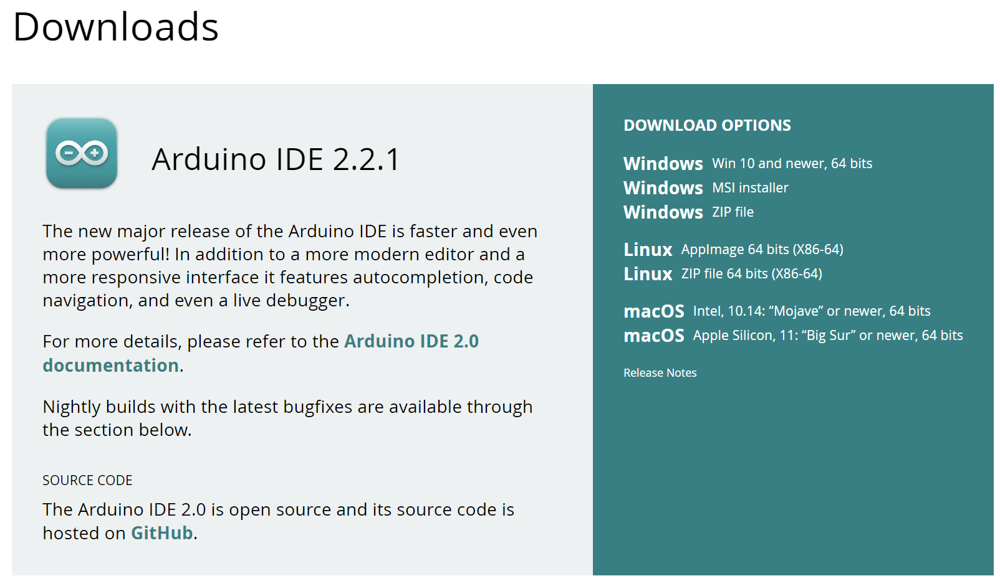 Downloads
Arduino IDE 2.2.1
The new major release of the Arduino IDE is faster and even
more powerful! In addition to a more modern editor and a
more responsive interface it features autocompletion, code
navigation, and even a live debugger.
For more details, please refer to the Arduino IDE 2.0
documentation.
Nightly builds with the latest bugfixes are available through
the section below.
SOURCE CODE
The Arduino IDE 2.0 is open source and its source code is
hosted on GitHub.
DOWNLOAD OPTIONS
Windows Win 10 and newer, 64 bits
Windows MSI installer
Windows ZIP file
Linux AppImage 64 bits (X86-64)
Linux ZIP file 64 bits (X86-64)
macOS Intel, 10.14: “Mojave” or newer, 64 bits
macOS Apple Silicon, 11: “Big Sur” or newer, 64 bits
Release Notes